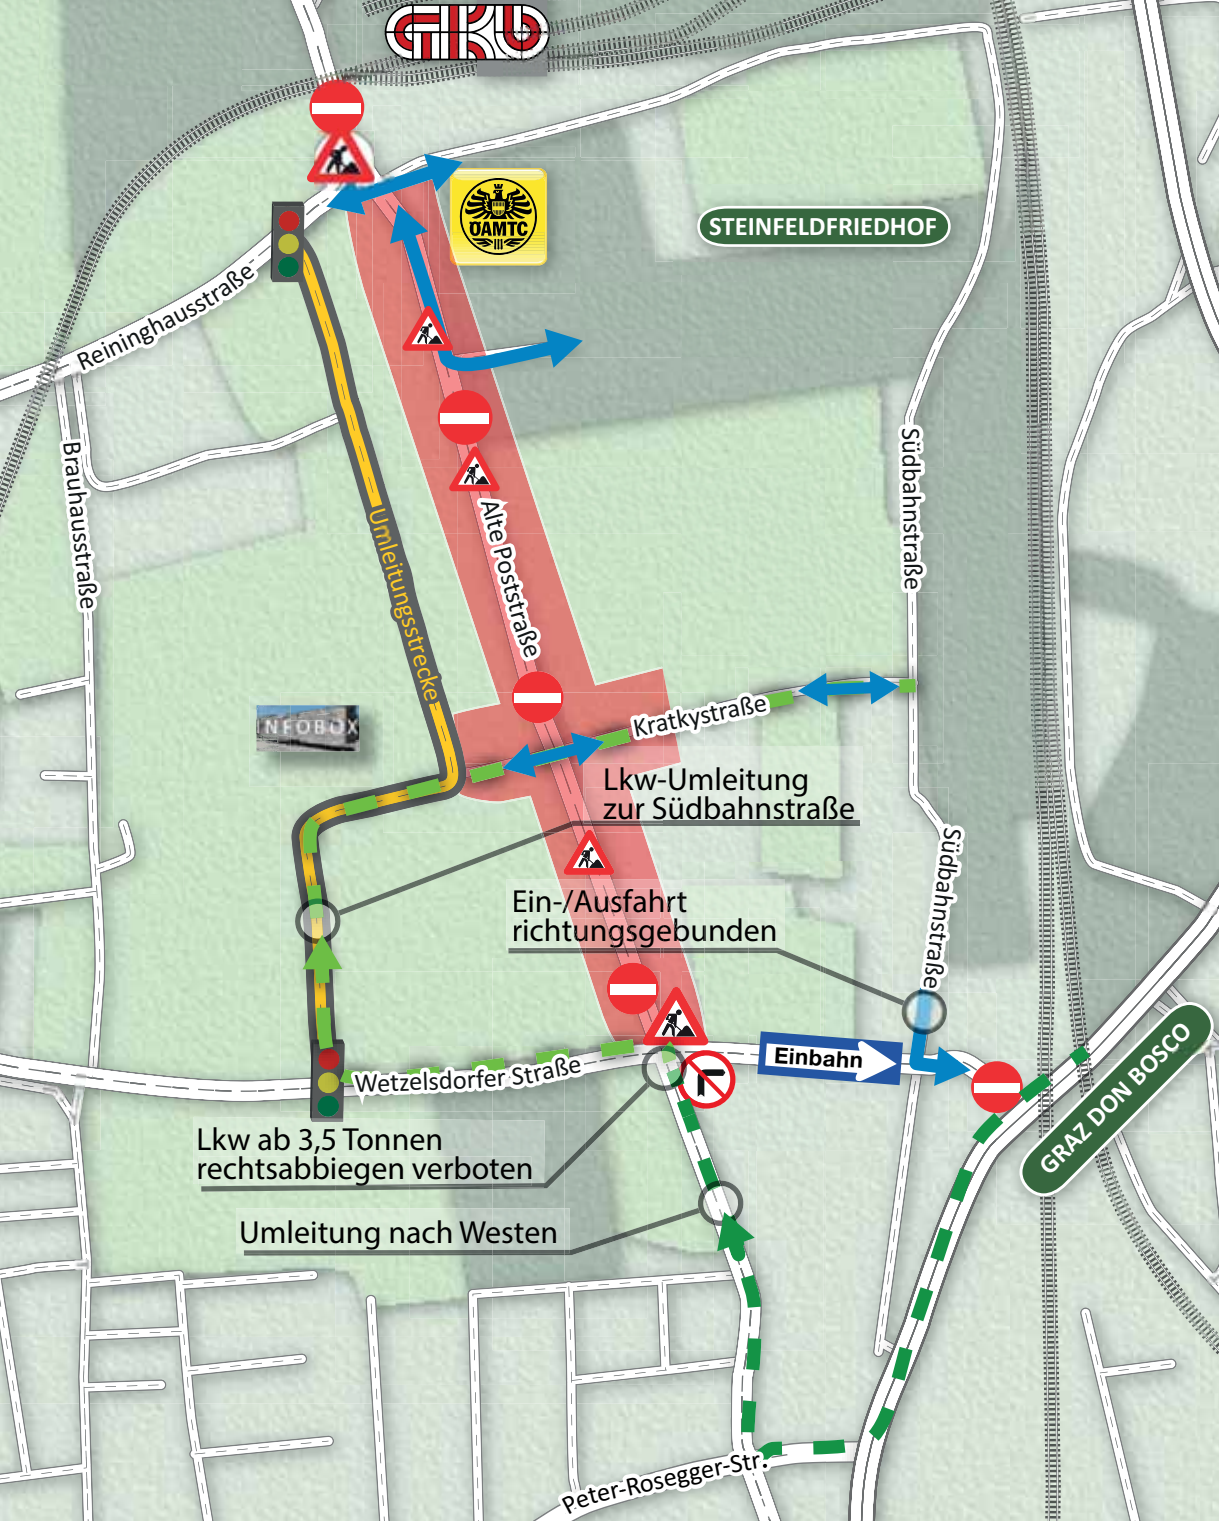 GKB
ÖAMTC
STEINFELDFRIEDHOF
Reininghausstraße
Brauhausstraße
Südbahnstraße
Alte Poststraße
Umleitungsstrecke
Kratkystraße
INFOBOX
Lkw-Umleitung
zur Südbahnstraße
Südbahnstraße
Ein-/Ausfahrt
richtungsgebunden
Einbahn
Wetzelsdorfer Straße
GRAZ DON BOSCO
Lkw ab 3,5 Tonnen
rechtsabbiegen verboten
Umleitung nach Westen
Peter-Rosegger-Str.